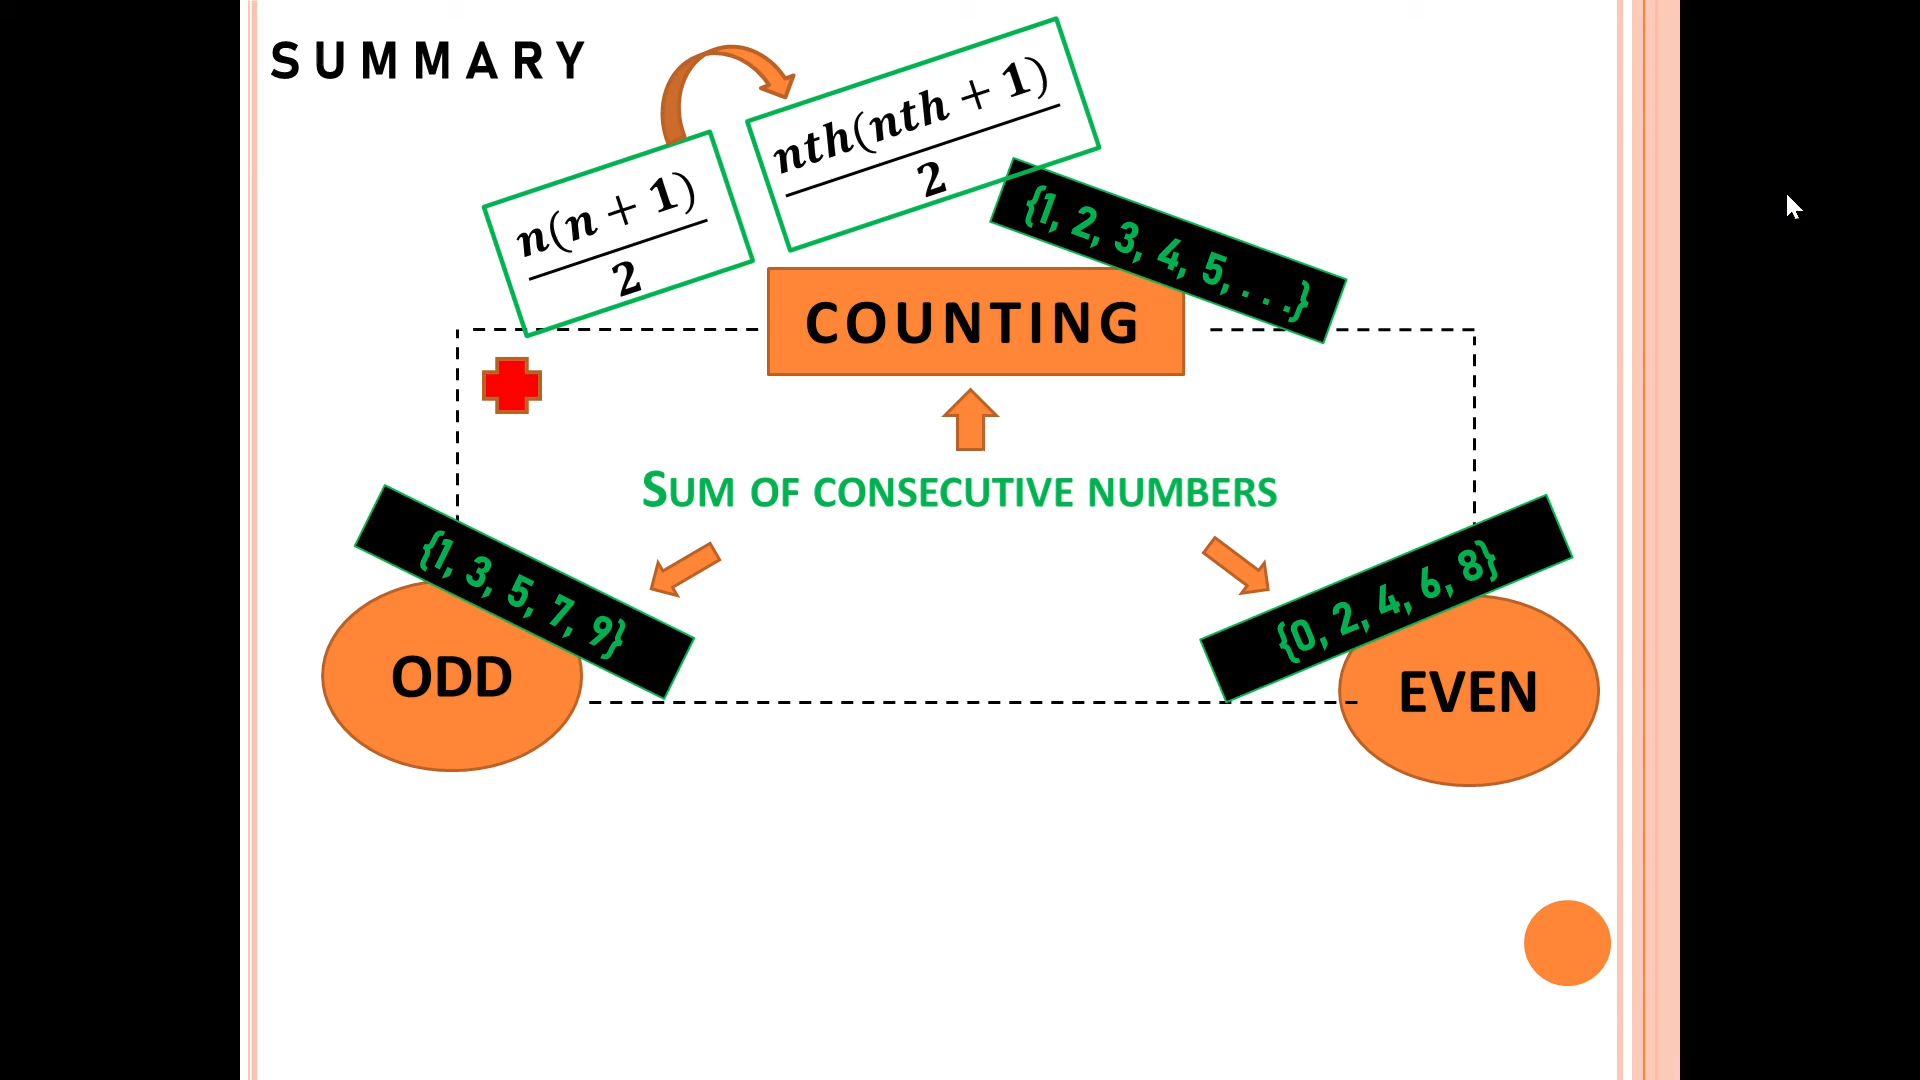 SUMMARY
nth(nth + 1)
2
n(n + 1)
2
{1, 2, 3, 4, 5, . . .}
COUNTING
SUM OF CONSECUTIVE NUMBERS
{1, 3, 5, 7, 9}
{0, 2, 4, 6, 8}
ODD
EVEN